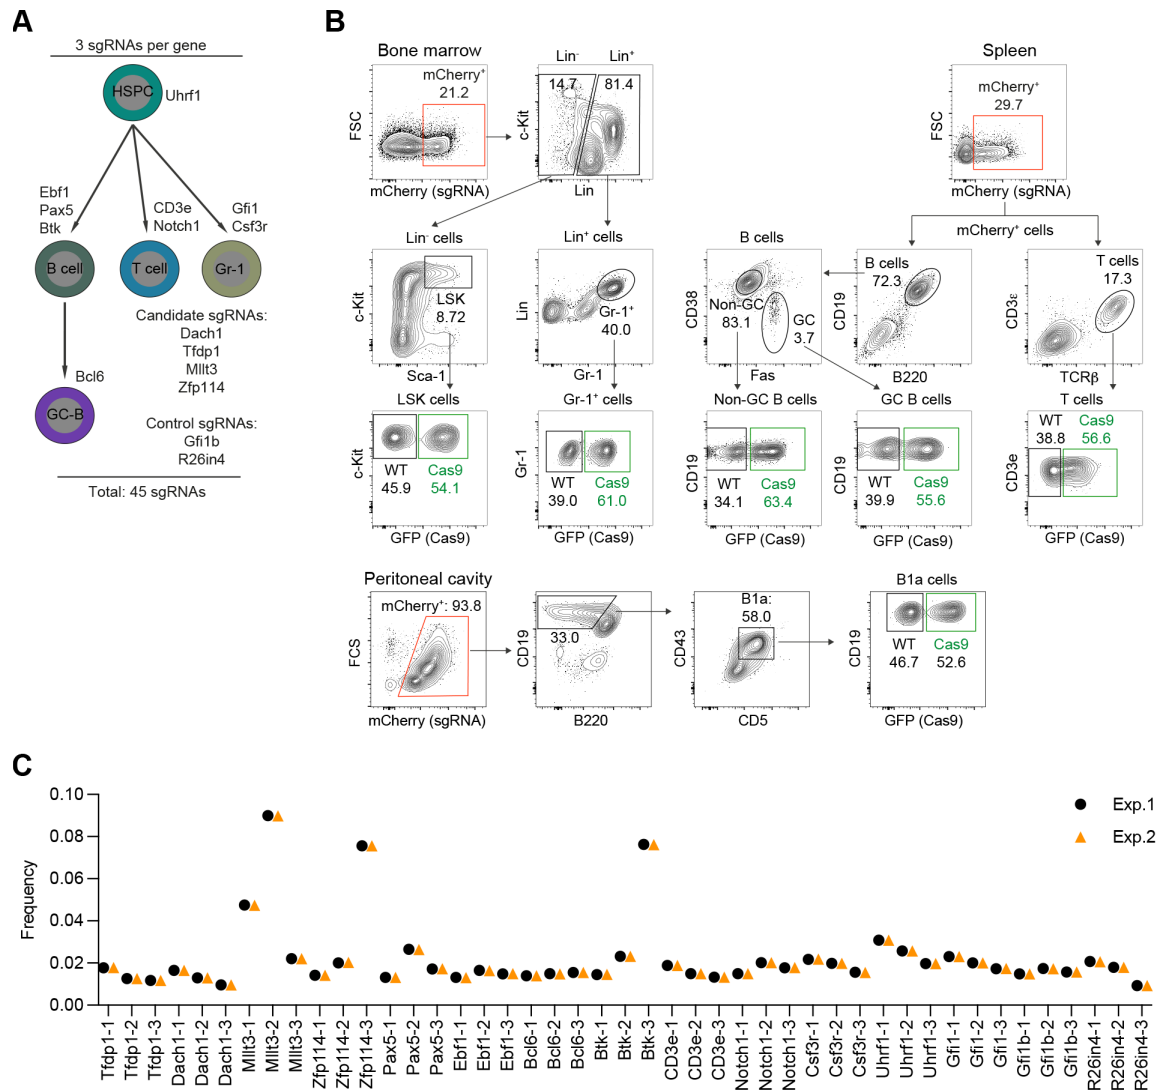 A
3 sgRNAs per gene
HSPC
Uhrf1
Ebf1
Pax5
Btk
CD3e
Notch1
Gfi1
Csf3r
B cell
T cell
Gr-1
Candidate sgRNAs:
Dach1
Tfdp1
Mllt3
Zfp114
Bcl6
GC-B
Control sgRNAs:
Gfi1b
R26in4
Total: 45 sgRNAs
B
Bone marrow
mCherry+
21.2
FSC
mCherry (sgRNA)
Lin-
Lin+
14.7
81.4
c-Kit
Lin
Spleen
mCherry+
29.7
FSC
mCherry (sgRNA)
mCherry+ cells
Lin- cells
LSK
8.72
c-Kit
Sca-1
Lin+ cells
Gr-1+
40.0
Lin
Gr-1
B cells
Non-GC
83.1
GC
3.7
CD38
Fas
B cells
72.3
CD19
B220
T cells
17.3
CD3ε
TCRβ
LSK cells
WT
45.9
Cas9
54.1
c-Kit
GFP (Cas9)
Gr-1+ cells
WT
39.0
Cas9
61.0
Gr-1
GFP (Cas9)
Non-GC B cells
WT
34.1
Cas9
63.4
CD19
GFP (Cas9)
GC B cells
WT
39.9
Cas9
55.6
CD19
GFP (Cas9)
T cells
WT
38.8
Cas9
56.6
CD3ε
GFP (Cas9)
Peritoneal cavity
mCherry+: 93.8
FCS
mCherry (sgRNA)
33.0
CD19
B220
B1a:
58.0
CD43
CD5
B1a cells
WT
46.7
Cas9
52.6
CD19
GFP (Cas9)
C
Frequency
0.10
0.08
0.06
0.04
0.02
0.00
Exp.1
Exp.2
Tfdp1-1
Tfdp1-2
Tfdp1-3
Dach1-1
Dach1-2
Dach1-3
Mllt3-1
Mllt3-2
Mllt3-3
Zfp114-1
Zfp114-2
Zfp114-3
Pax5-1
Pax5-2
Pax5-3
Ebf1-1
Ebf1-2
Ebf1-3
Bcl6-1
Bcl6-2
Bcl6-3
Btk-1
Btk-2
Btk-3
CD3e-1
CD3e-2
CD3e-3
Notch1-1
Notch1-2
Notch1-3
Csf3r-1
Csf3r-2
Csf3r-3
Uhrf1-1
Uhrf1-2
Uhrf1-3
Gfi1-1
Gfi1-2
Gfi1-3
Gfi1b-1
Gfi1b-2
Gfi1b-3
R26in4-1
R26in4-2
R26in4-3